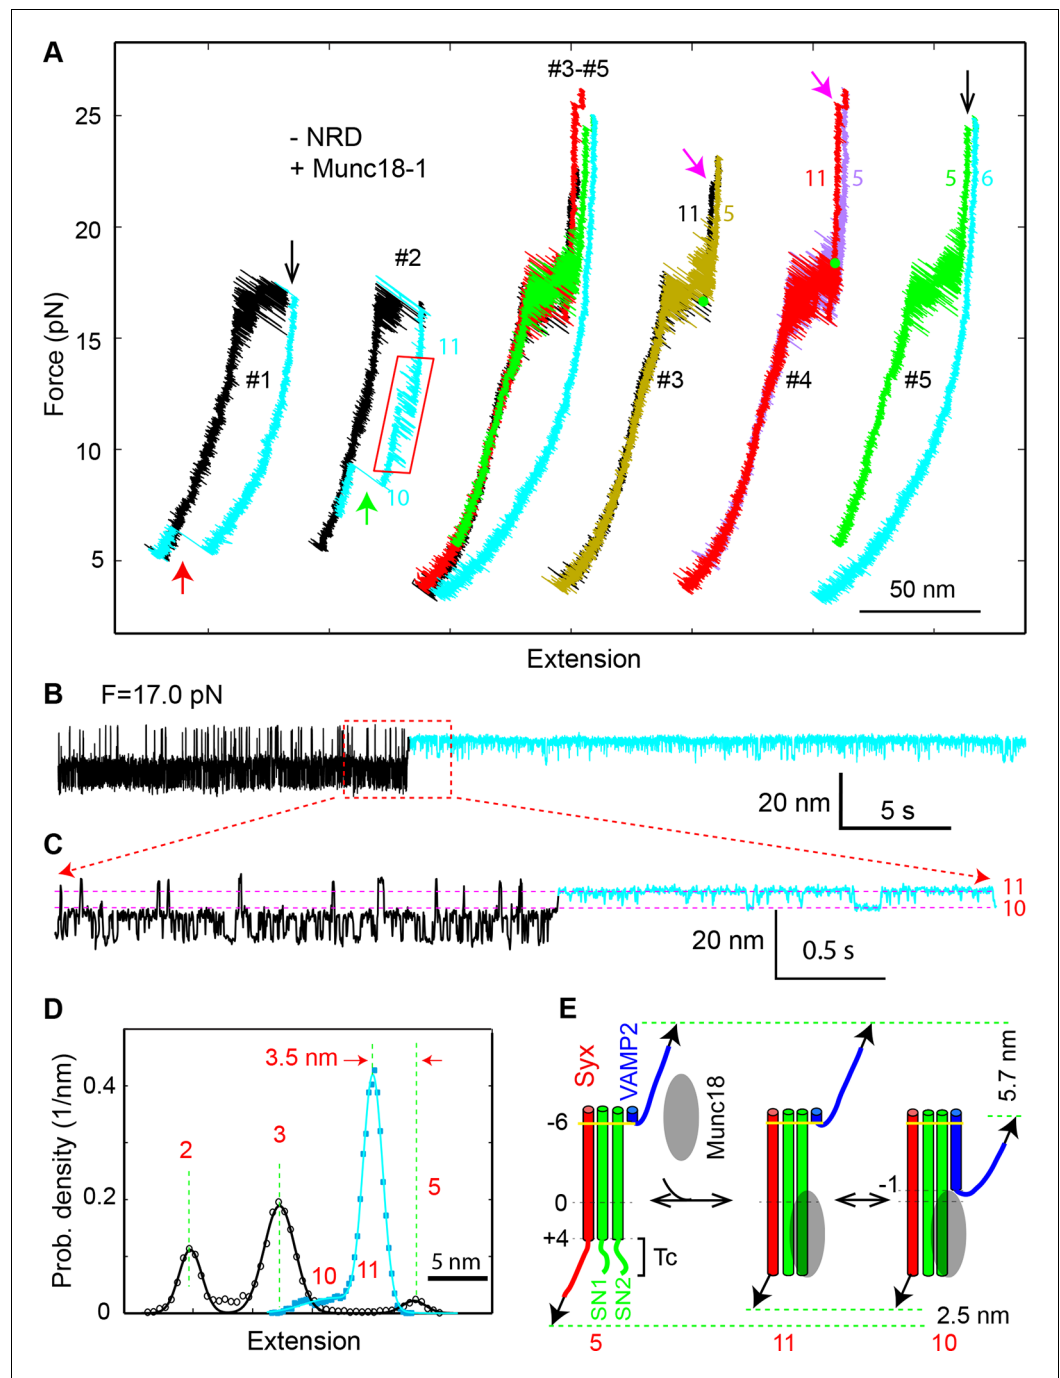 A
#3-#5
25
- NRD
+ Munc18-1
11
5
5
6
20
11
5
#2
15
11
#1
#3
#4
#5
Force (pN)
10
10
5
50 nm
Extension
B
F=17.0 pN
20 nm
5 s
C
11
10
20 nm
0.5 s
D
3.5 nm
0.4
3
2
5
0.2
10
11
5 nm
0
Prob. density (1/nm)
Extension
E
Syx
VAMP2
Munc18
5.7 nm
-6
-1
0
0
+4
Tc
SN1
SN2
2.5 nm
5
11
10